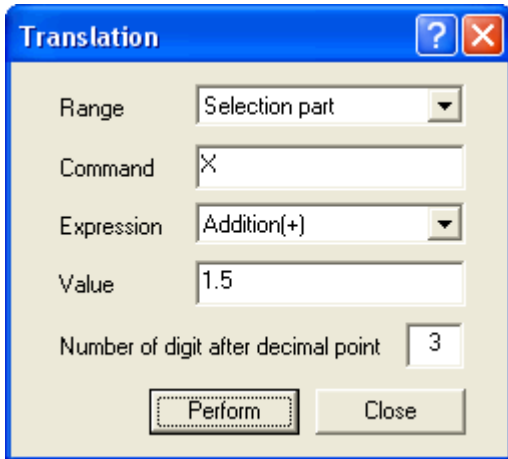 Translation
Range Selection part
Command X
Expression Addition(+)
Value 1.5
Number of digit after decimal point 3
Perform Close